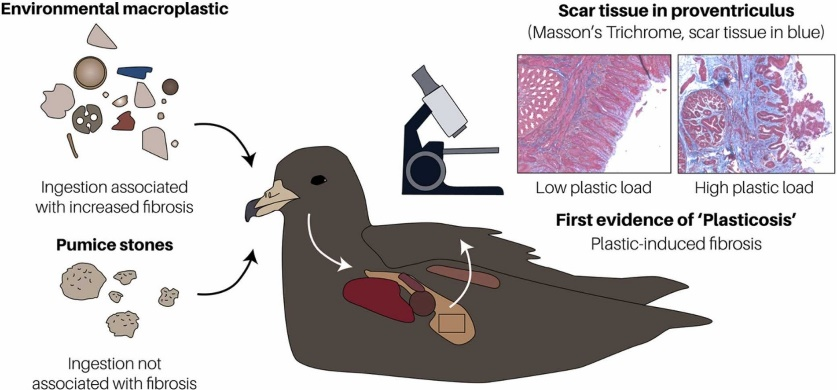 Environmental macroplastic
Ingestion associated
with increased fibrosis
Pumice stones
Ingestion not
associated with fibrosis
Scar tissue in proventriculus
(Masson's Trichrome, scar tissue in blue)
Low plastic load
High plastic load
First evidence of 'Plasticosis'
Plastic-induced fibrosis